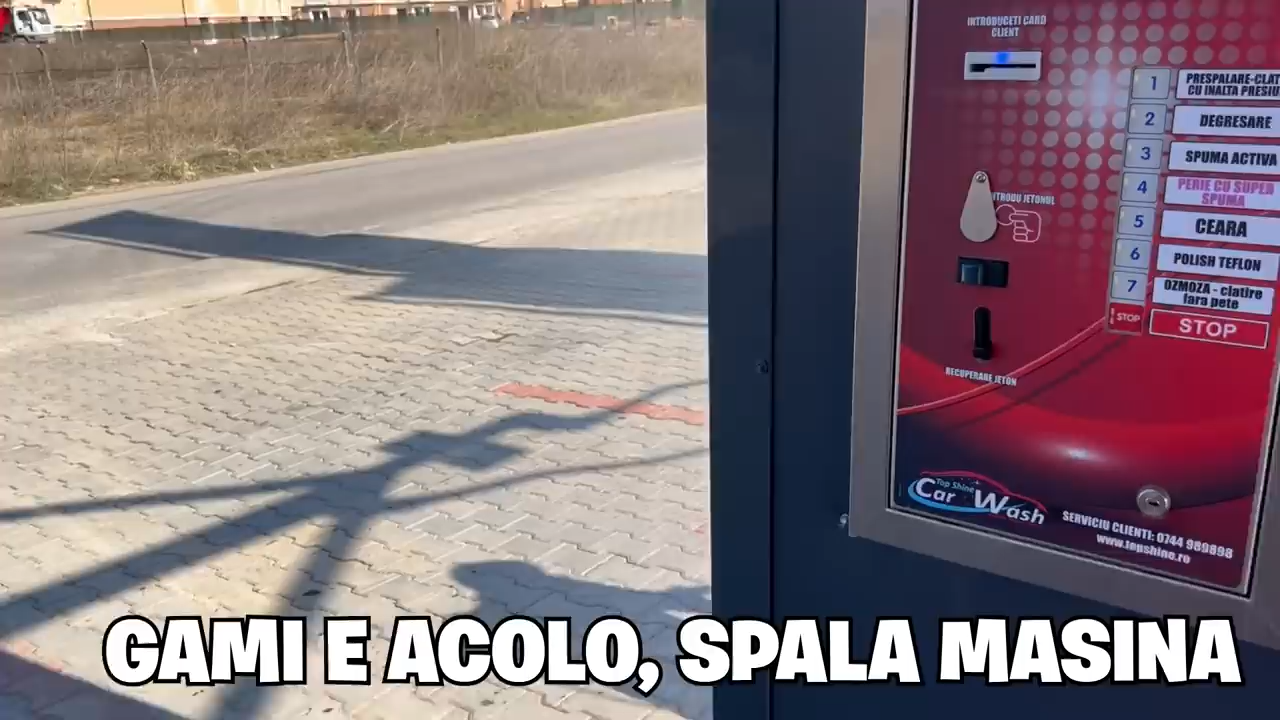 INTRODUCETI CARD
CLIENT
1 PRESPALARE-CLAT
CU INALTA PRESIU
2 DEGRESARE
3 SPUMA ACTIVA
4 PERIE CU SUPER
SPUMA
5 CEARA
6 POLISH TEFLON
7 OZMOZA - clatire
fara pete
STOP STOP
NTRODU JETONUL
RECUPERARE JETON
Top Shine
Car Wash
SERVICIU CLIENTI: 0744 989898
www.topshine.ro
GAMI E ACOLO, SPALA MASINA